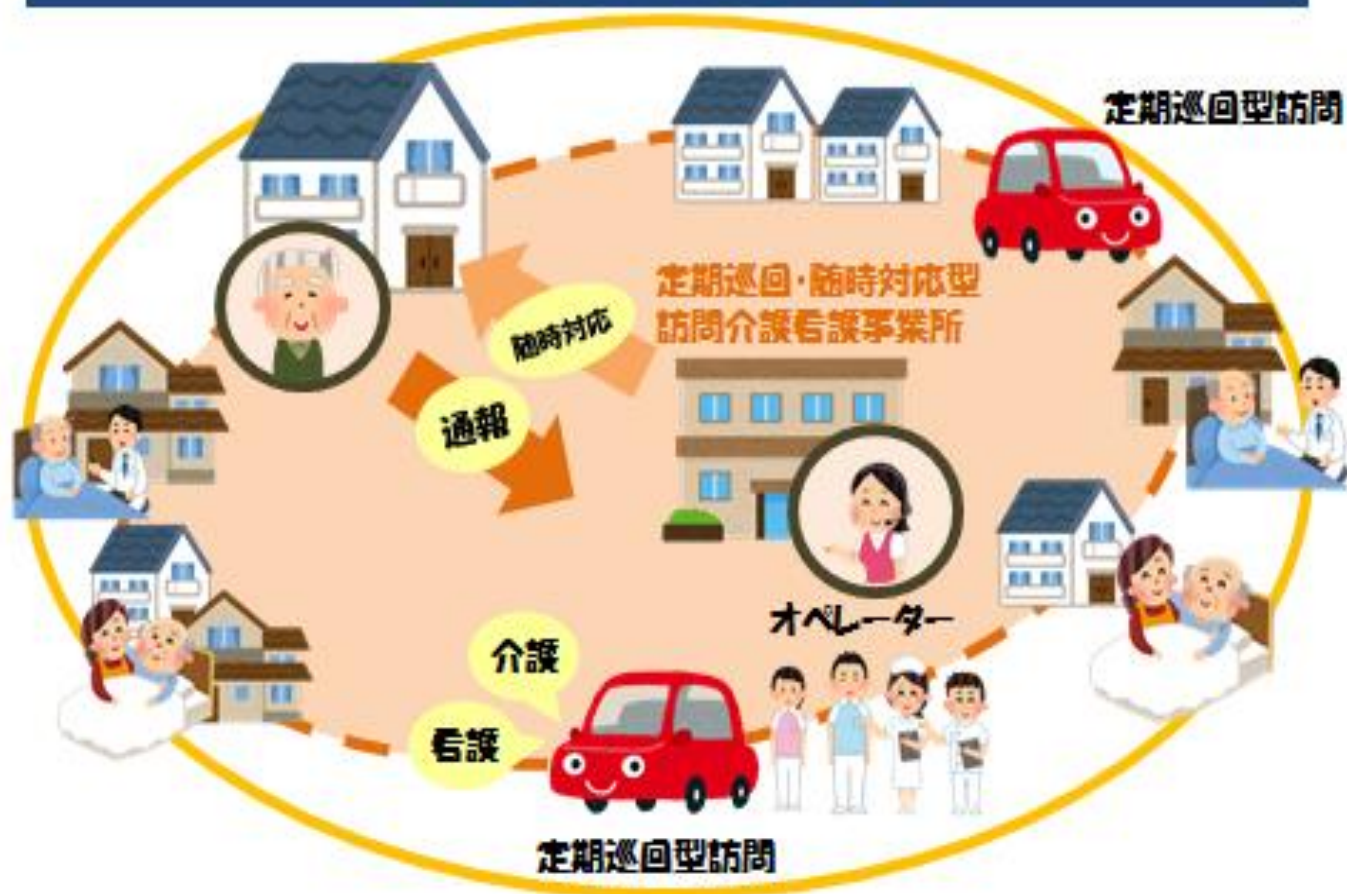 定期巡回型訪問
定期巡回・随時対応型
訪問介護看護事業所
随時対応
通報
オペレーター
介護
看護
定期巡回型訪問